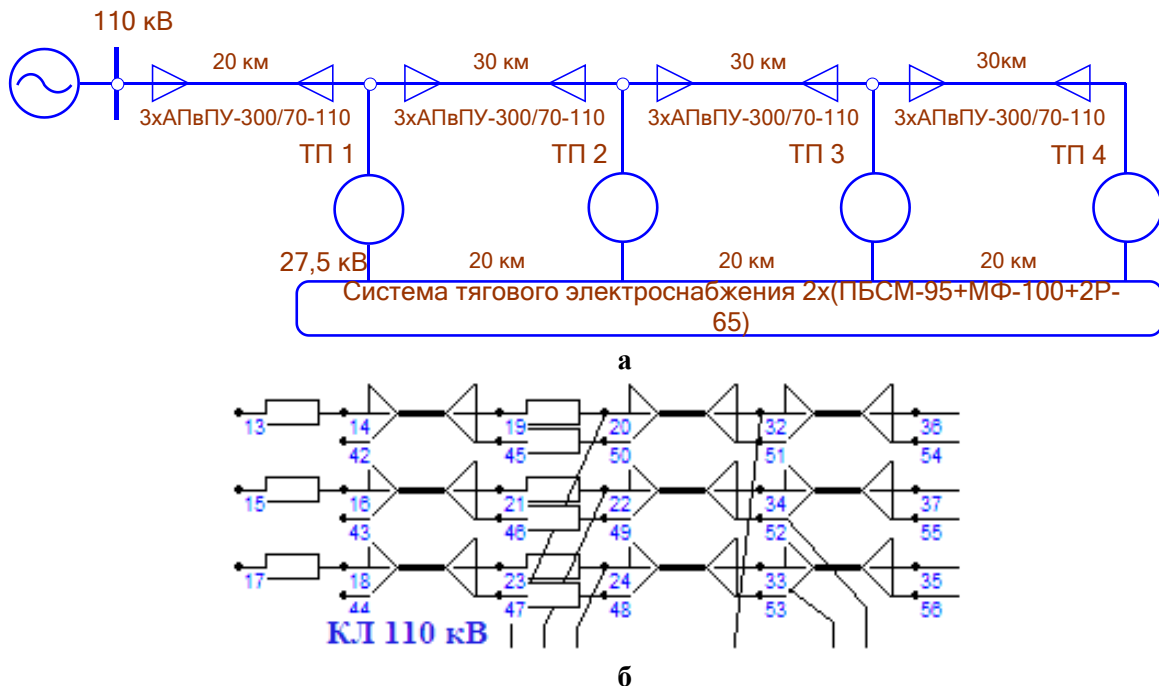 110 кВ
20 км
30 км
30 км
30км
3хАПвПУ-300/70-110
3хАПвПУ-300/70-110
3хАПвПУ-300/70-110
3хАПвПУ-300/70-110
ТП 1
ТП 2
ТП 3
ТП 4
27,5 кВ
20 км
20 км
20 км
Система тягового электроснабжения 2х(ПБСМ-95+МФ-100+2Р-
65)
а
13 14 19 20 32 36
42 45 50 51 54
15 16 21 22 34 37
43 46 49 52 55
17 18 23 24 33 35
44 47 48 53 56
КЛ 110 кВ
б